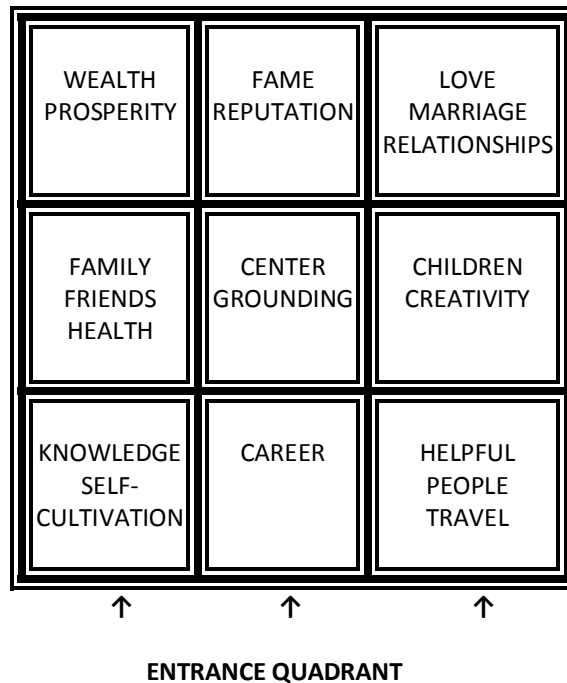 WEALTH
PROSPERITY
FAME
REPUTATION
LOVE
MARRIAGE
RELATIONSHIPS
FAMILY
FRIENDS
HEALTH
CENTER
GROUNDING
CHILDREN
CREATIVITY
KNOWLEDGE
SELF-
CULTIVATION
CAREER
HELPFUL
PEOPLE
TRAVEL
↑ ↑ ↑
ENTRANCE QUADRANT